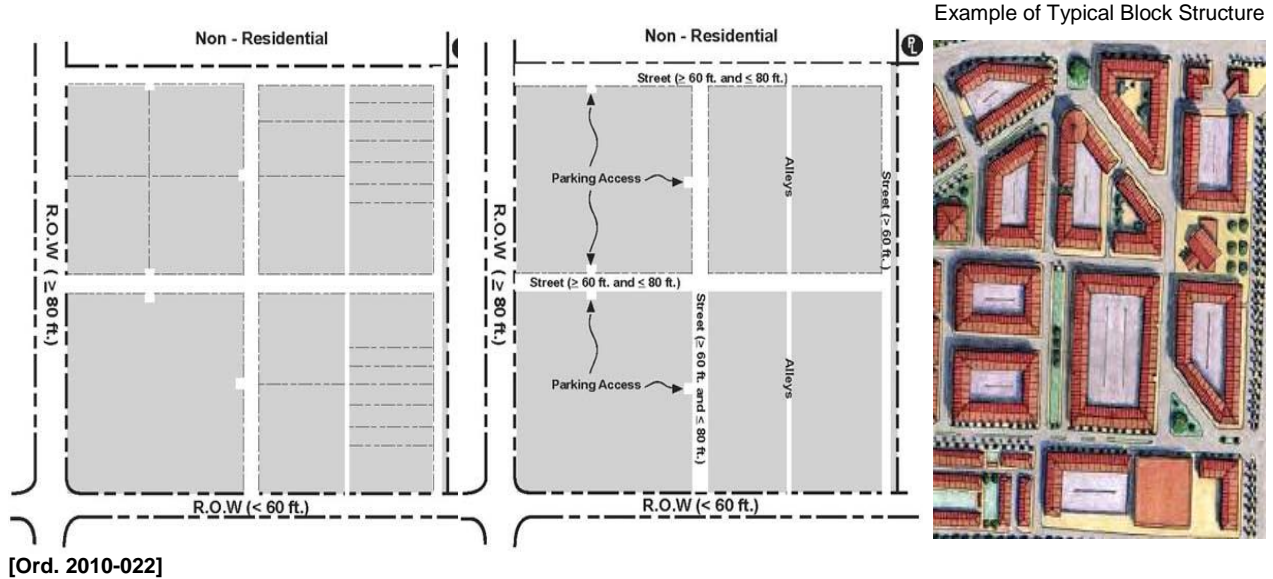 Example of Typical Block Structure
Non - Residential
R.O.W ( ≥ 80 ft.)
R.O.W (< 60 ft.)
Non - Residential
PL
Street (≥ 60 ft. and ≤ 80 ft.)
Parking Access
Alleys
Street (≥ 60 ft.)
R.O.W ( ≥ 80 ft.)
Street (≥ 60 ft. and ≤ 80 ft.)
Street (≥ 60 ft. and ≤ 80 ft.)
Parking Access
Alleys
R.O.W (< 60 ft.)
[Ord. 2010-022]